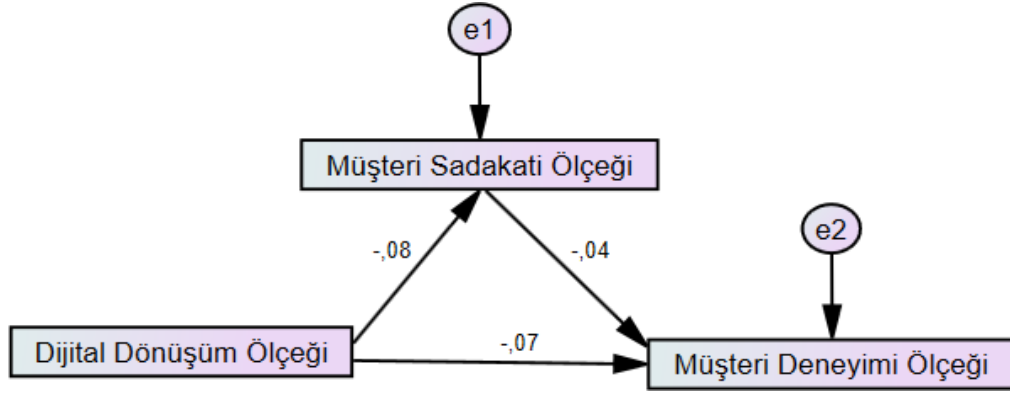 e1
Müşteri Sadakati Ölçeği
e2
-,08
-,04
-,07
Dijital Dönüşüm Ölçeği
Müşteri Deneyimi Ölçeği